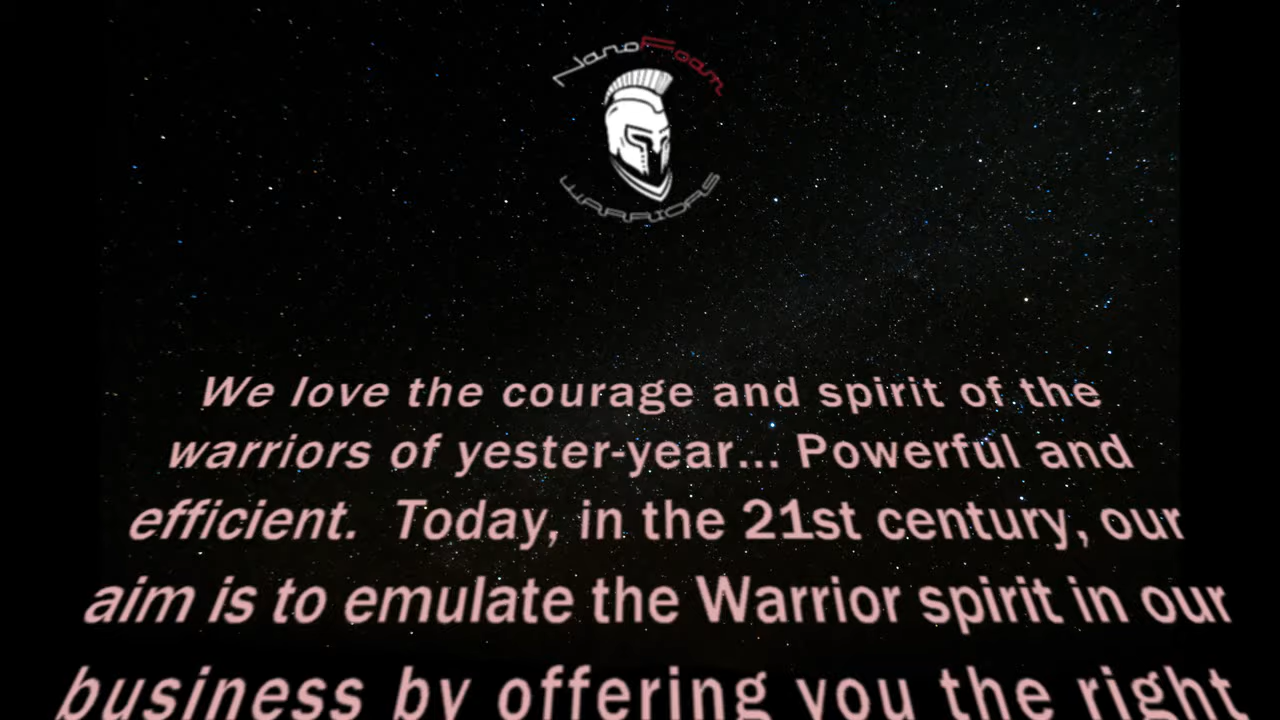 NanoFoam
WARRIORS
We love the courage and spirit of the
warriors of yester-year... Powerful and
efficient.  Today, in the 21st century, our
aim is to emulate the Warrior spirit in our
business by offering you the right